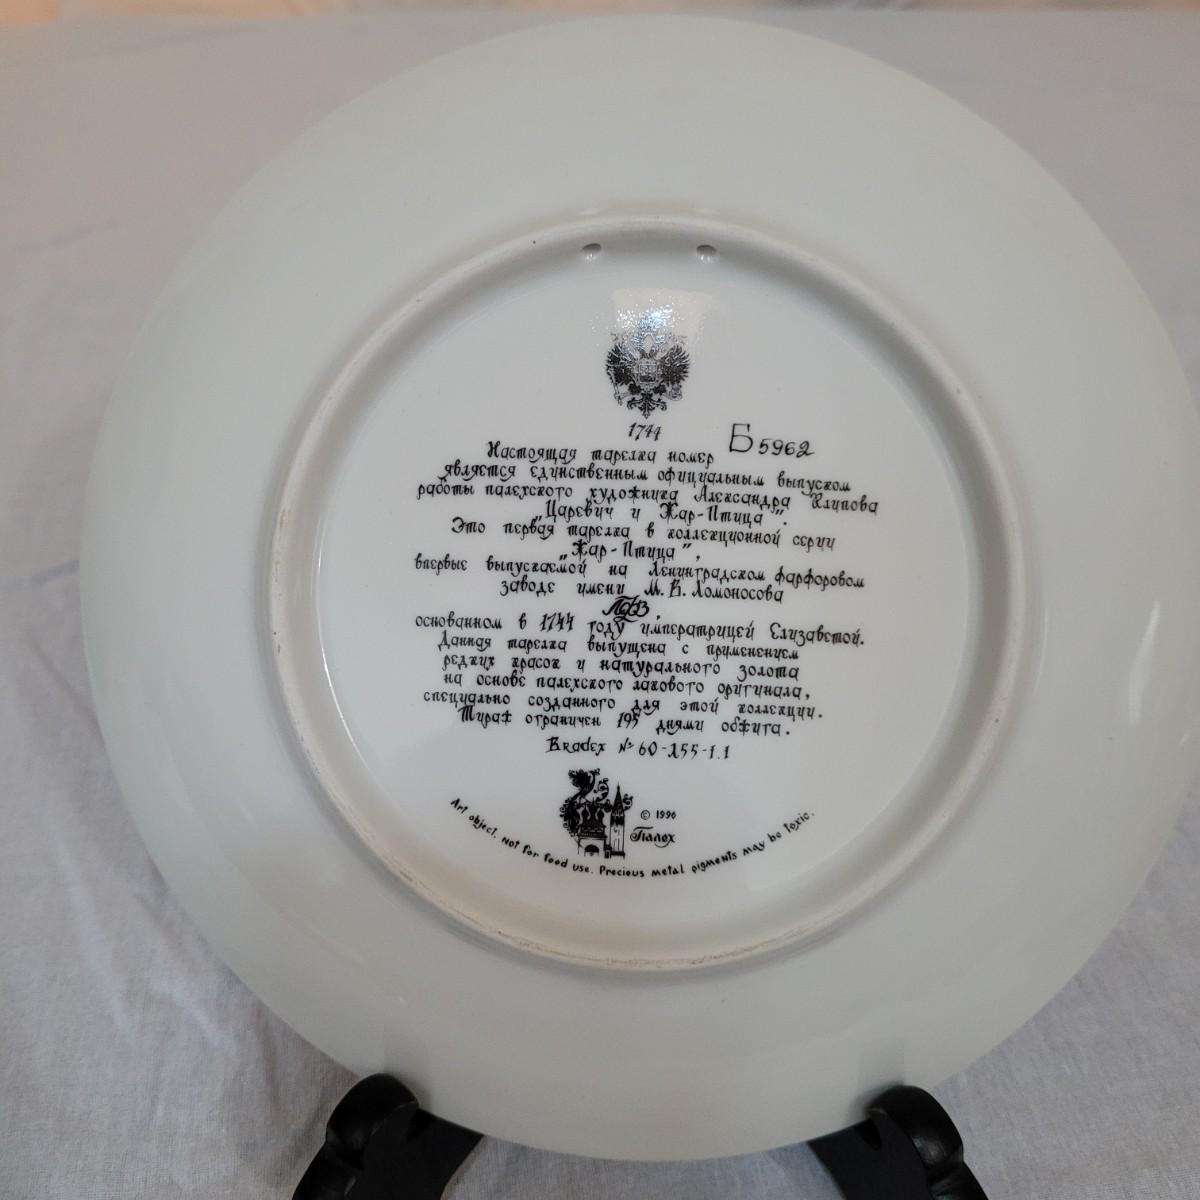 1744
Настоящая тарелка номер Б 5962
является единственным официальным выпуском
работы палехского художника Александра Клипова
„Царевич и Жар-Птица".
Это первая тарелка в коллекционной серии
„Жар-Птица",
впервые выпускаемой на Ленинградском фарфоровом
заводе имени М. В. Ломоносова
ЛФЗ,
основанном в 1744 году императрицей Елизаветой.
Данная тарелка выпущена с применением
редких красок и натурального золота
на основе палехского лакового оригинала,
специально созданного для этой коллекции.
Тираж ограничен 195 днями обжига.
Bradex № 60-255-1.1
© 1996
Палех
Art object, not for food use. Precious metal pigments may be toxic.